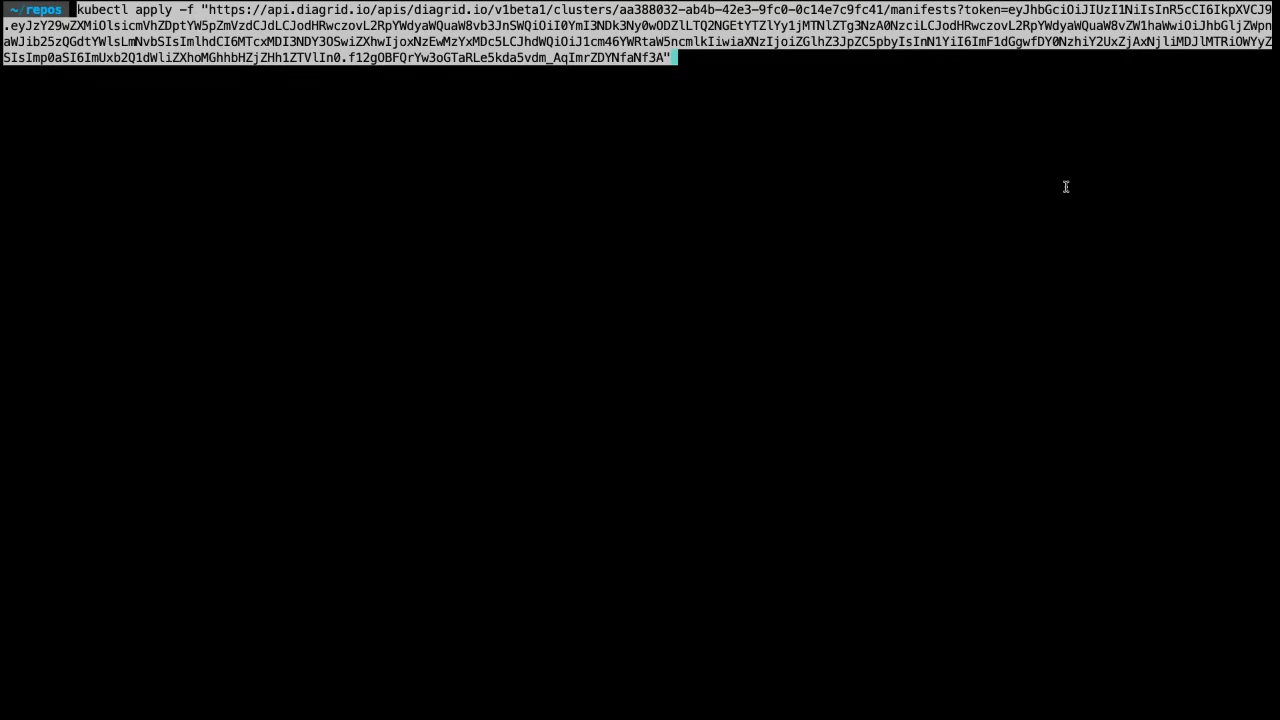 ~/repos kubectl apply -f "https://api.diagrid.io/apis/diagrid.io/v1beta1/clusters/aa388032-ab4b-42e3-9fc0-0c14e7c9fc41/manifests?token=eyJhbGciOiJIUzI1NiIsInR5cCI6IkpXVCJ9
.eyJzY29wZXMiOlsicmVhZDptYW5pZmVzdCJdLCJodHRwczovL2RpYWdyaWQuaW8vb3JnSWQiOiI0YmI3NDk3Ny0wODZlLTQ2NGEtYTZlYy1jMTNlZTg3NzA0NzciLCJodHRwczovL2RpYWdyaWQuaW8vZW1haWwiOiJhbGljZWpn
aWJib25zQGdtYWlsLmNvbSIsImlhdCI6MTcxMDI3NDY3OSwiZXhwIjoxNzEwMzYxMDc5LCJhdWQiOiJ1cm46YWRtaW5ncmlkIiwiaXNzIjoiZGlhZ3JpZC5pbyIsInN1YiI6ImF1dGgwfDY0NzhiY2UxZjAxNjliMDJlMTRiOWYyZ
SIsImp0aSI6ImUxb2Q1dWliZXhoMGhhbHZjZHh1ZTVlIn0.f12gOBFQrYw3oGTaRLe5kda5vdm_AqImrZDYNfaNf3A"